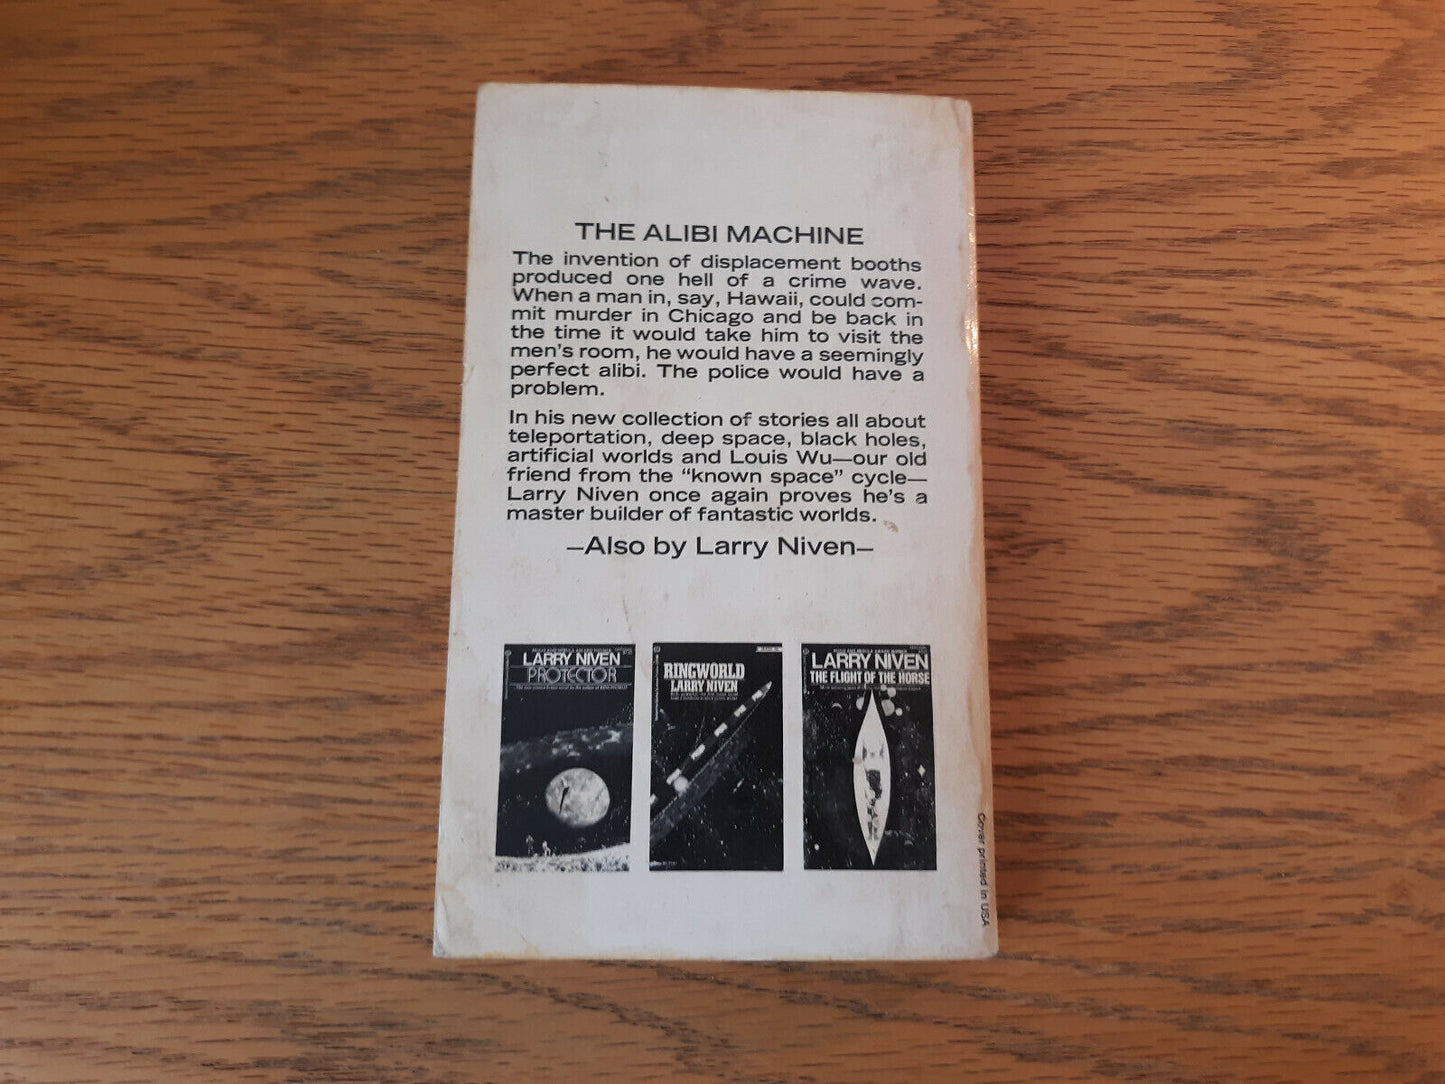 THE ALIBI MACHINE
The invention of displacement booths
produced one hell of a crime wave.
When a man in, say, Hawaii, could com-
mit murder in Chicago and be back in
the time it would take him to visit the
men's room, he would have a seemingly
perfect alibi. The police would have a
problem.
In his new collection of stories all about
teleportation, deep space, black holes,
artificial worlds and Louis Wu—our old
friend from the "known space" cycle—
Larry Niven once again proves he's a
master builder of fantastic worlds.
—Also by Larry Niven—
LARRY NIVEN
PROTECTOR
RINGWORLD
LARRY NIVEN
LARRY NIVEN
THE FLIGHT OF THE HORSE
Cover printed in USA